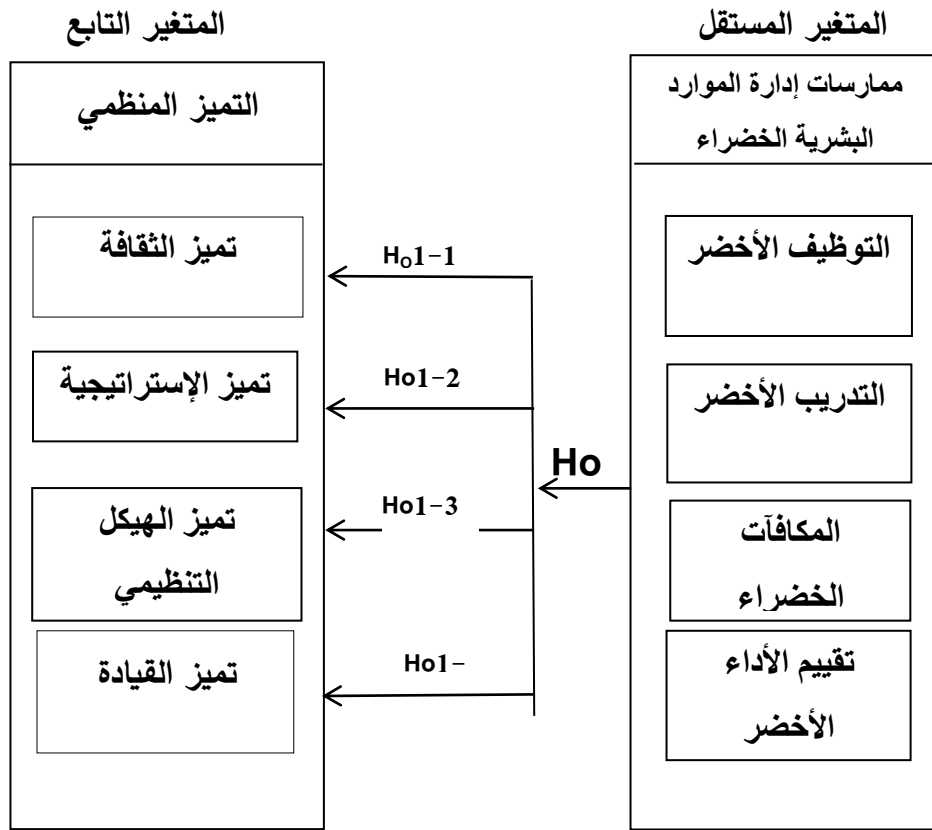 المتغير المستقل
ممارسات إدارة الموارد
البشرية الخضراء
التوظيف الأخضر
التدريب الأخضر
المكافآت
الخضراء
تقييم الأداء
الأخضر
Ho
Ho1-1
Ho1-2
Ho1-3
Ho1-
المتغير التابع
التميز المنظمي
تميز الثقافة
تميز الإستراتيجية
تميز الهيكل
التنظيمي
تميز القيادة